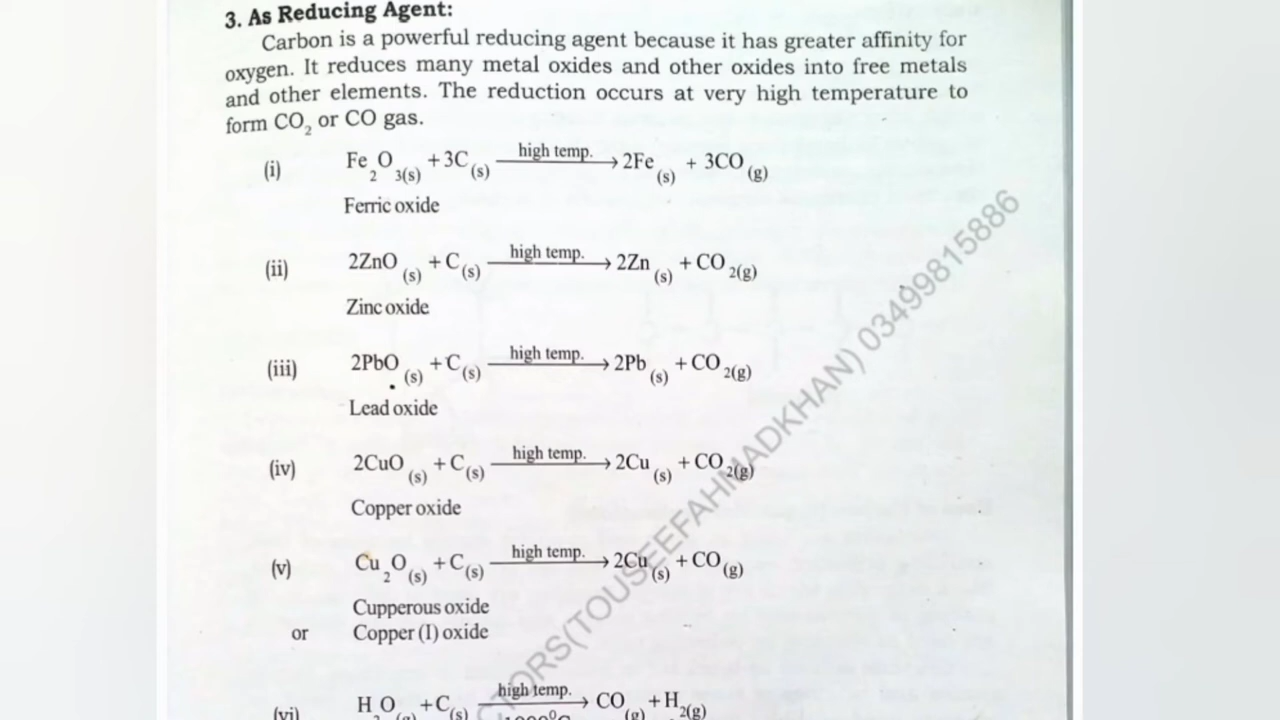 3. As Reducing Agent:
Carbon is a powerful reducing agent because it has greater affinity for
oxygen. It reduces many metal oxides and other oxides into free metals
and other elements. The reduction occurs at very high temperature to
form CO₂ or CO gas.
(i) Fe₂O₃(s) + 3C(s) —high temp.→ 2Fe(s) + 3CO(g)
Ferric oxide
(ii) 2ZnO(s) + C(s) —high temp.→ 2Zn(s) + CO₂(g)
Zinc oxide
(iii) 2PbO(s) + C(s) —high temp.→ 2Pb(s) + CO₂(g)
Lead oxide
(iv) 2CuO(s) + C(s) —high temp.→ 2Cu(s) + CO₂(g)
Copper oxide
(v) Cu₂O(s) + C(s) —high temp.→ 2Cu(s) + CO(g)
Cupperous oxide
or Copper (I) oxide
(vi) H₂O(g) + C(s) —high temp.→ CO(g) + H₂(g)
TORS(TOUSEEFAHMADKHAN) 03499815886